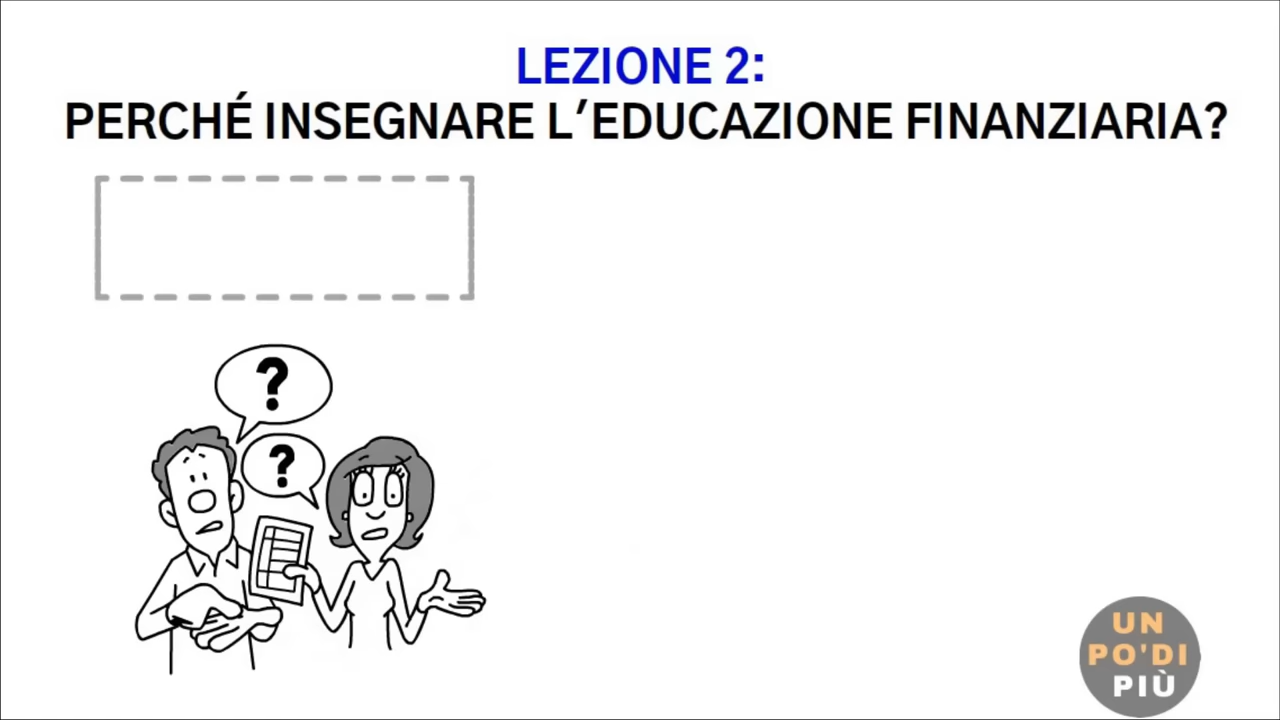 LEZIONE 2:
PERCHÉ INSEGNARE L'EDUCAZIONE FINANZIARIA?
?
?
UN
PO'DI
PIÙ